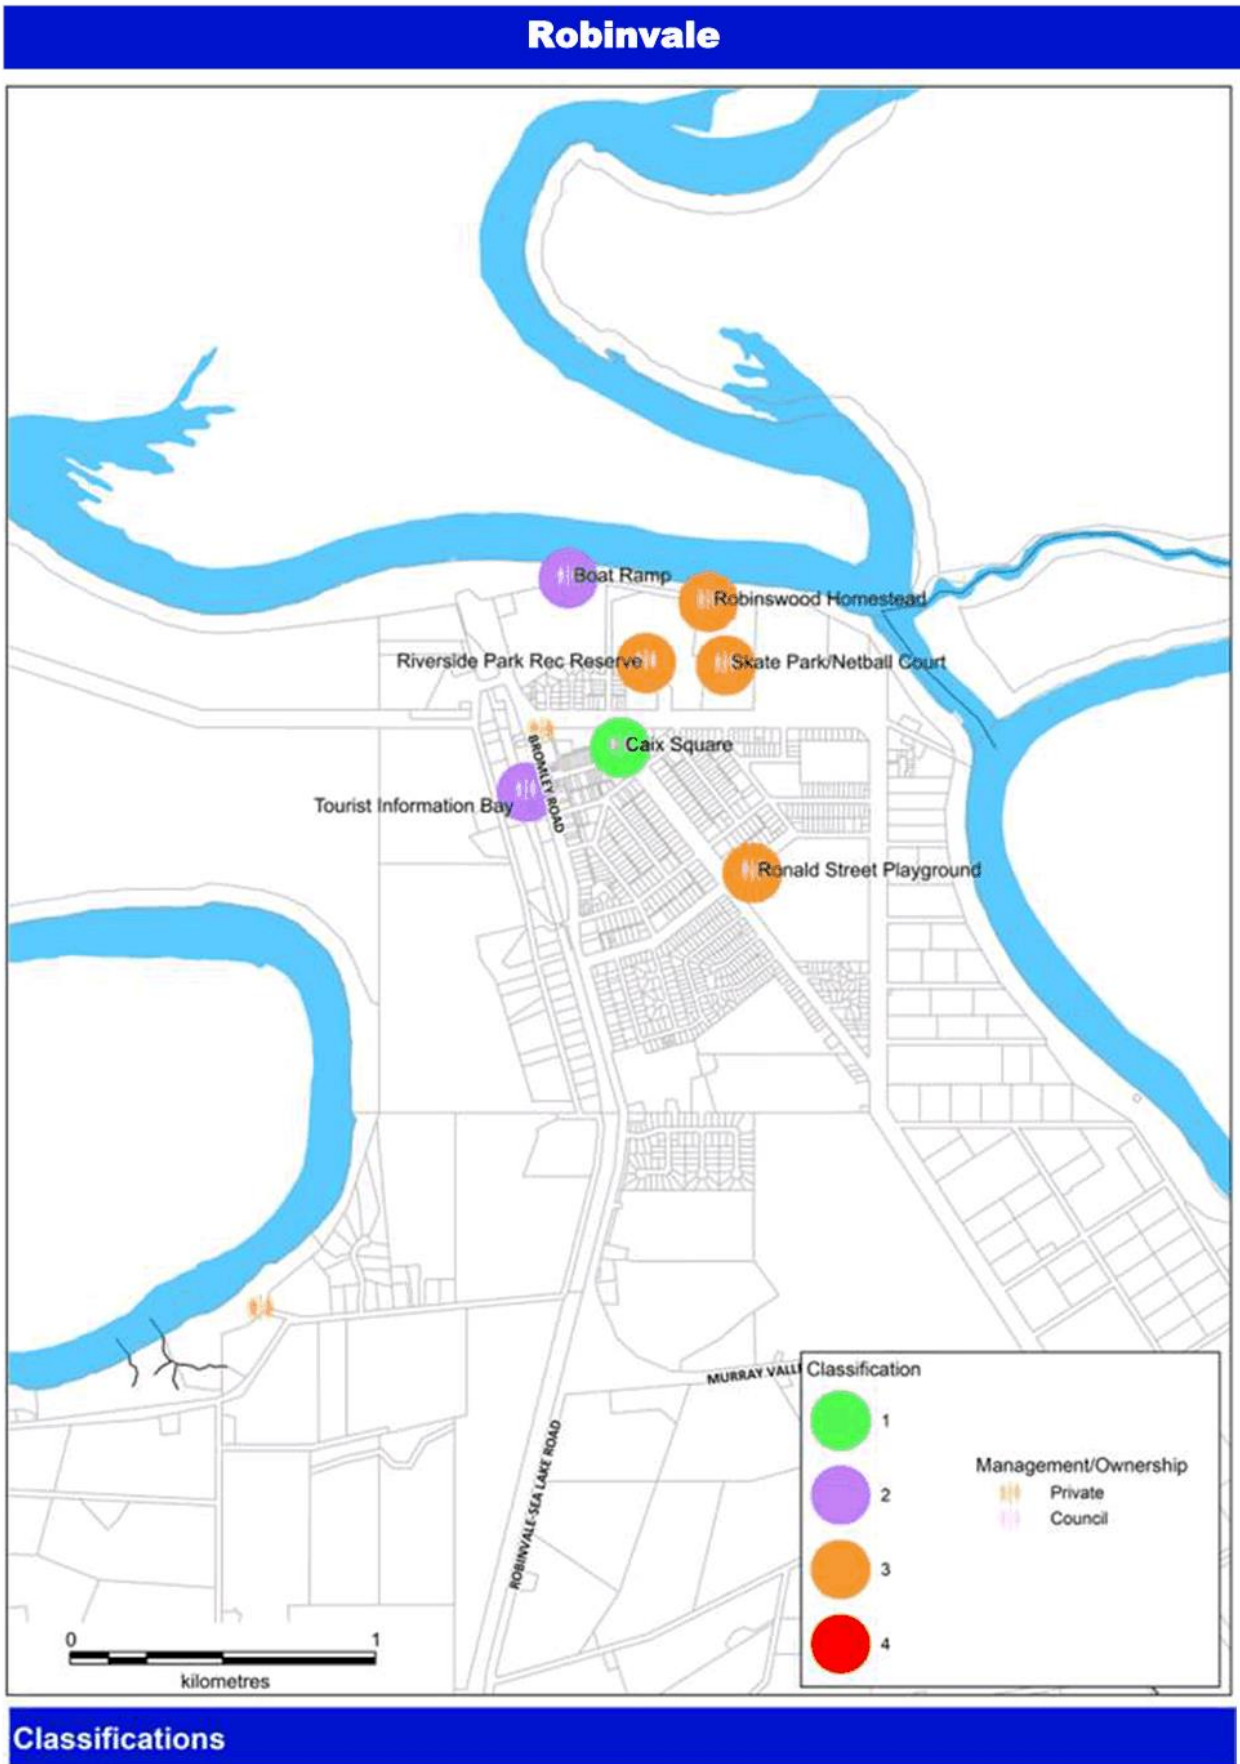 Robinvale
Boat Ramp
Robinswood Homestead
Riverside Park Rec Reserve
Skate Park/Netball Court
Caix Square
BROMLEY ROAD
Tourist Information Bay
Ronald Street Playground
MURRAY VALL
ROBINVALE-SEA LAKE ROAD
Classification
1
2
3
4
Management/Ownership
Private
Council
0 1
kilometres
Classifications